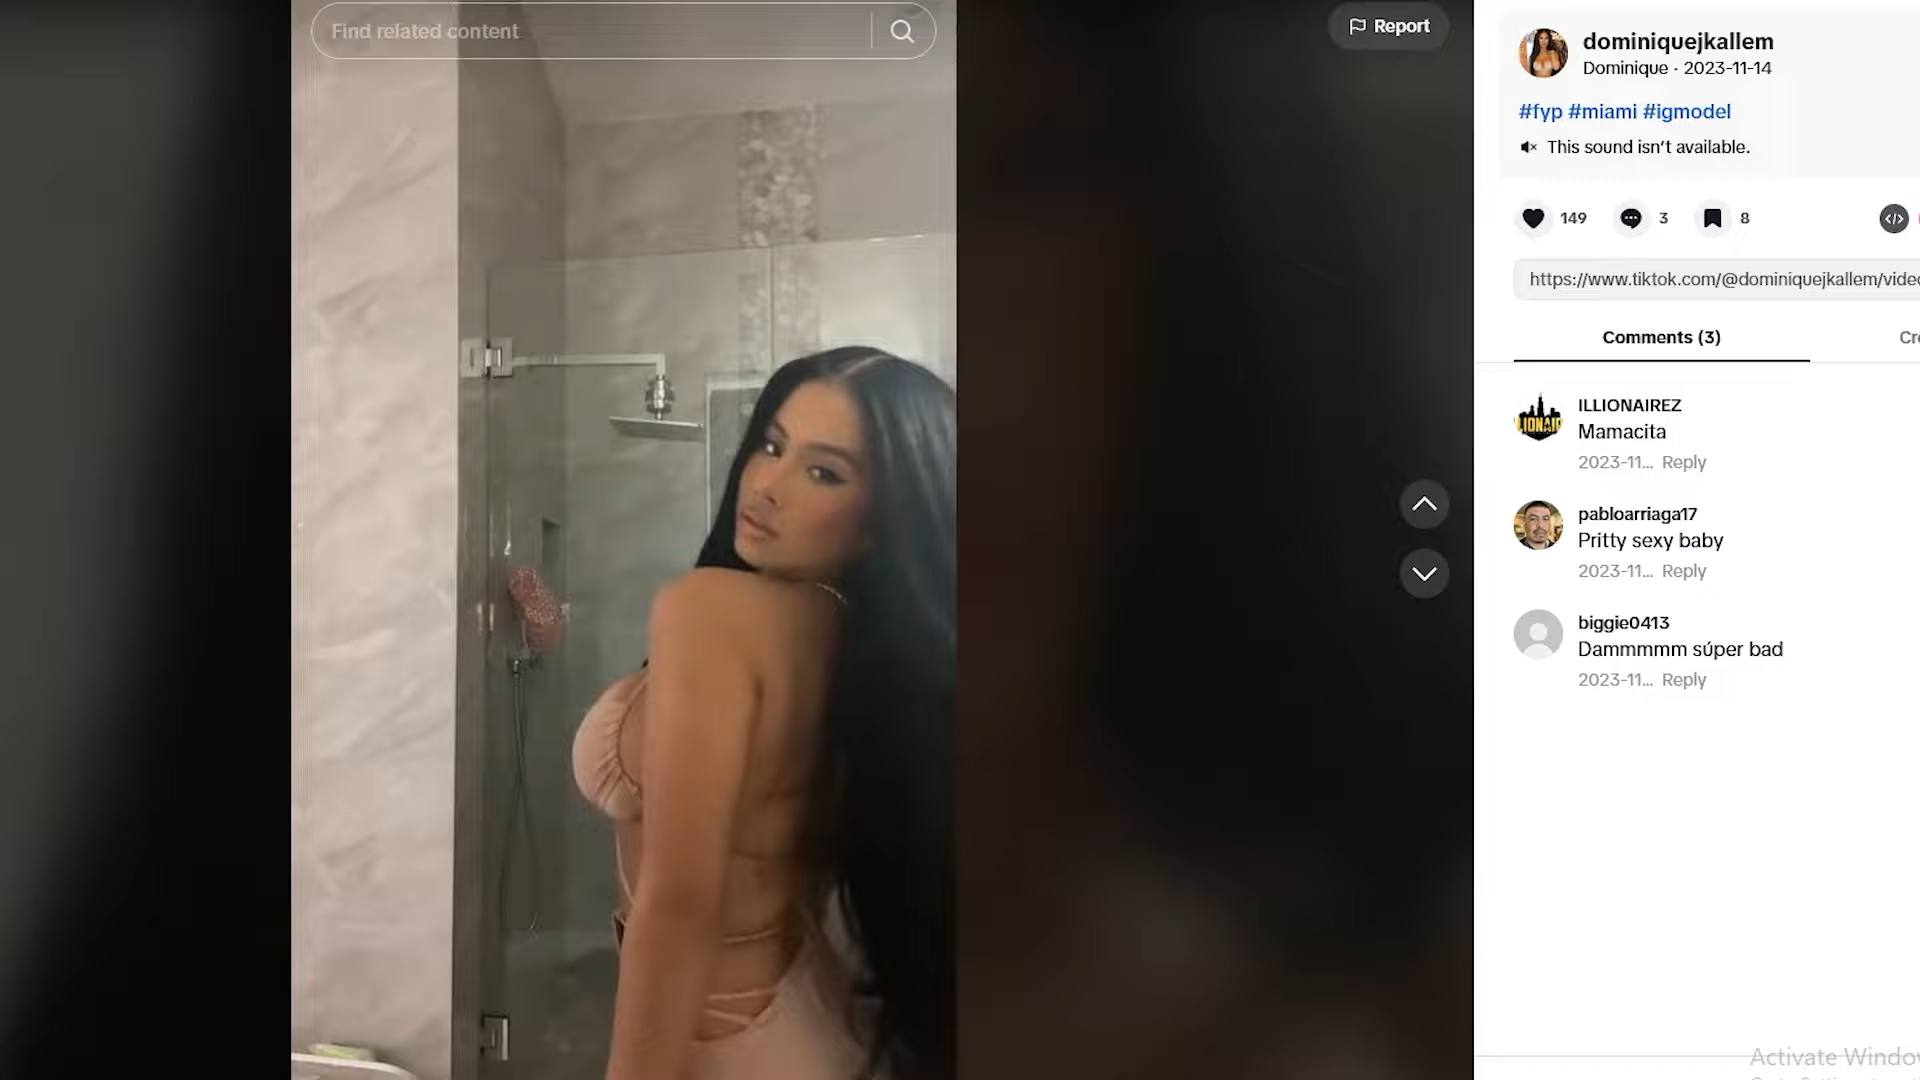 Find related content
Report
dominiquejkallem
Dominique · 2023-11-14
#fyp #miami #igmodel
This sound isn't available.
149
3
8
https://www.tiktok.com/@dominiquejkallem/vide
Comments (3)
Cr
ILLIONAIREZ
Mamacita
2023-11... Reply
pabloarriaga17
Pritty sexy baby
2023-11... Reply
biggie0413
Dammmmm súper bad
2023-11... Reply
Activate Windo